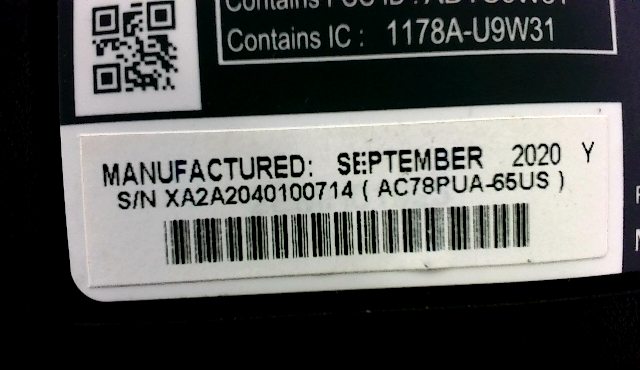 Contains IC : 1178A-U9W31
MANUFACTURED: SEPTEMBER 2020 Y
S/N XA2A2040100714 ( AC78PUA-65US )